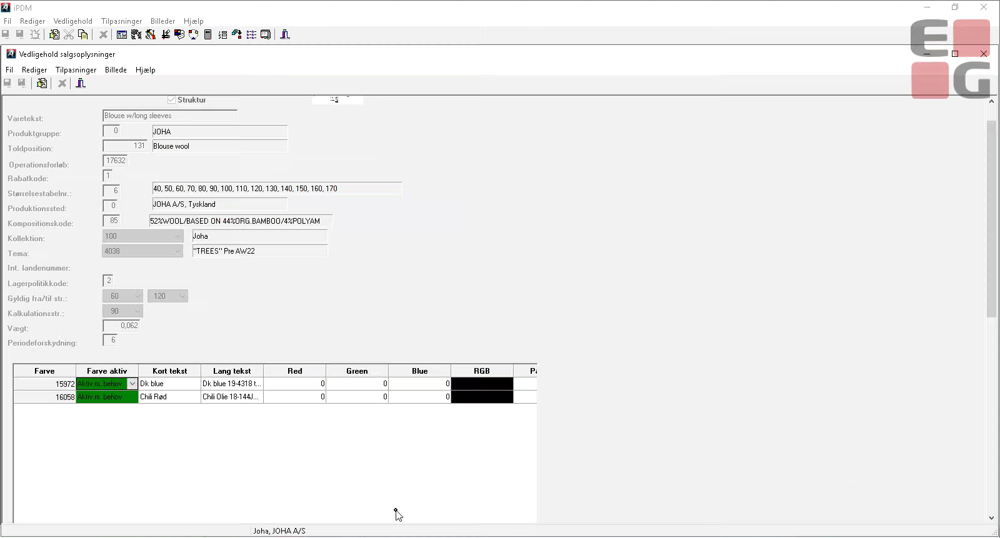 iPDM
Fil Rediger Vedligehold Tilpasninger Billeder Hjælp
EG
Vedligehold salgsoplysninger
Fil Rediger Tilpasninger Billede Hjælp
Struktur
Varetekst: Blouse w/long sleeves
Produktgruppe: 0 JOHA
Toldposition: 131 Blouse wool
Operationsforløb: 17632
Rabatkode: 1
Størrelsestabelnr.: 6 40, 50, 60, 70, 80, 90, 100, 110, 120, 130, 140, 150, 160, 170
Produktionssted: 0 JOHA A/S, Tyskland
Kompositionskode: 85 52%WOOL/BASED ON 44%ORG.BAMBOO/4%POLYAM
Kollektion: 100 Joha
Tema: 4038 "TREES" Pre AW22
Int. landenummer:
Lagerpolitikkode: 2
Gyldig fra/til str.: 60 120
Kalkulationsstr.: 90
Vægt: 0,062
Periodeforskydning: 6
Farve Farve aktiv Kort tekst Lang tekst Red Green Blue RGB Pa
15972 Aktiv m. behov Dk blue Dk blue 19-4318 t... 0 0 0
16058 Aktiv m. behov Chili Rød Chili Olie 18-144J... 0 0 0
Joha, JOHA A/S